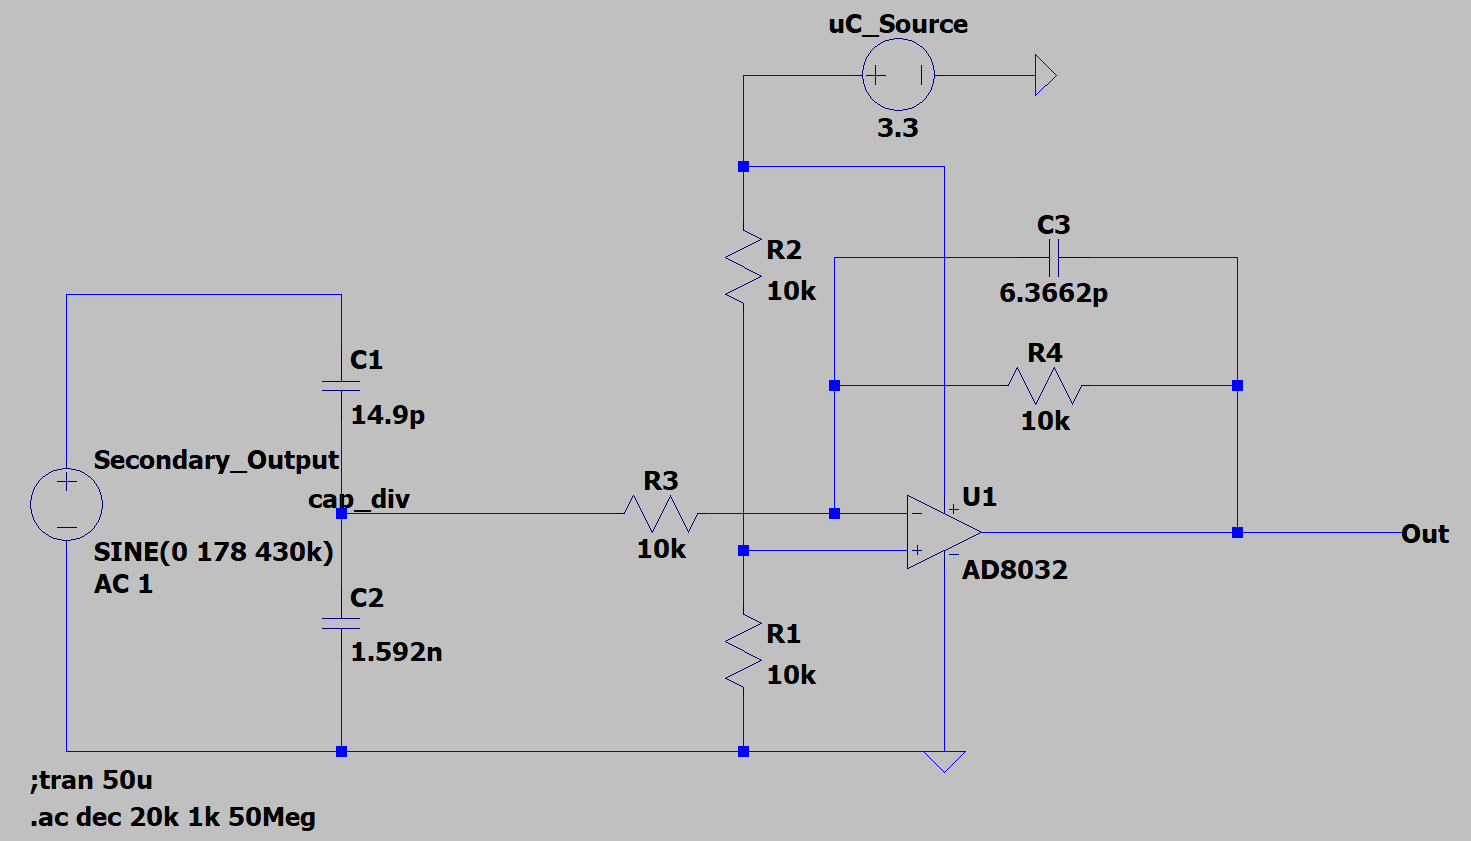 uC_Source
3.3
R2
10k
C3
6.3662p
R4
10k
C1
14.9p
Secondary_Output
cap_div
SINE(0 178 430k)
AC 1
R3
10k
U1
AD8032
Out
C2
1.592n
R1
10k
;tran 50u
.ac dec 20k 1k 50Meg